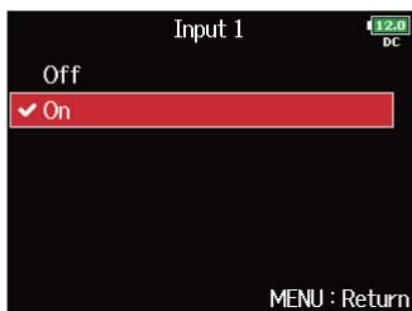 Input 1
12.0
DC
Off
On
MENU : Return